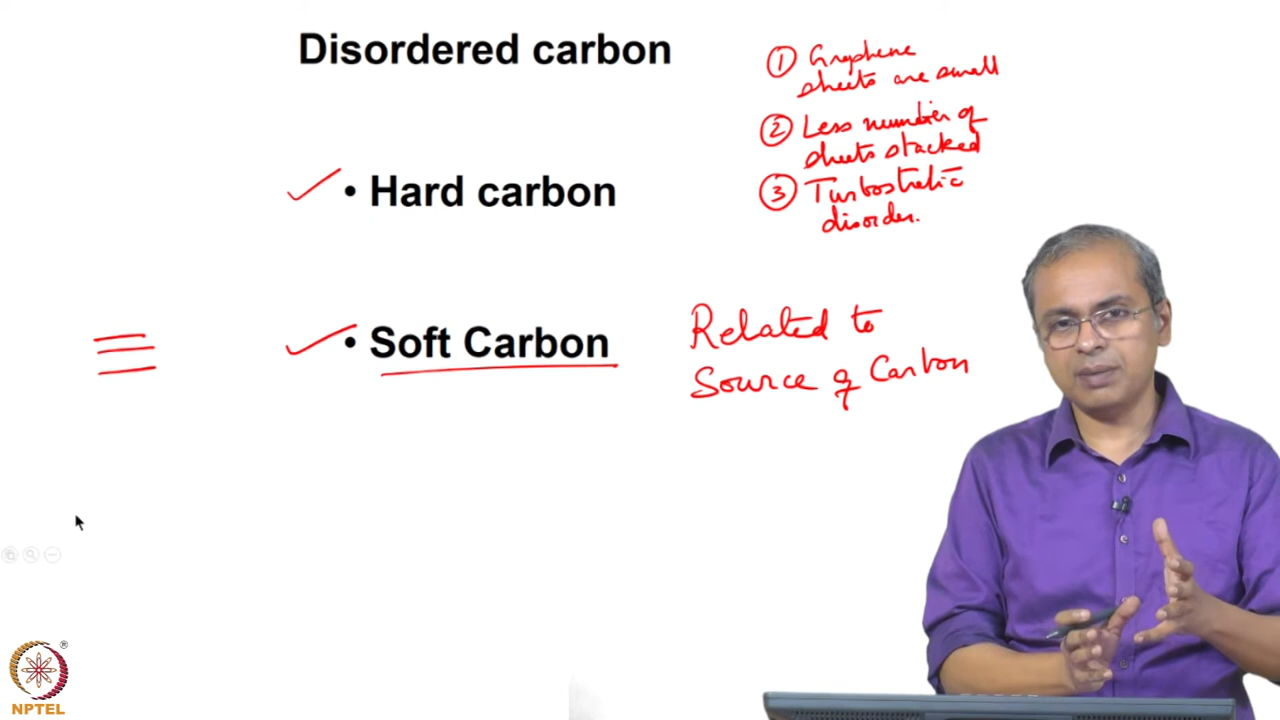 Disordered carbon
① Graphene
sheets are small
② Less number of
sheets stacked
③ Turbostratic
disorder.
• Hard carbon
• Soft Carbon
Related to
Source of Carbon
®
NPTEL